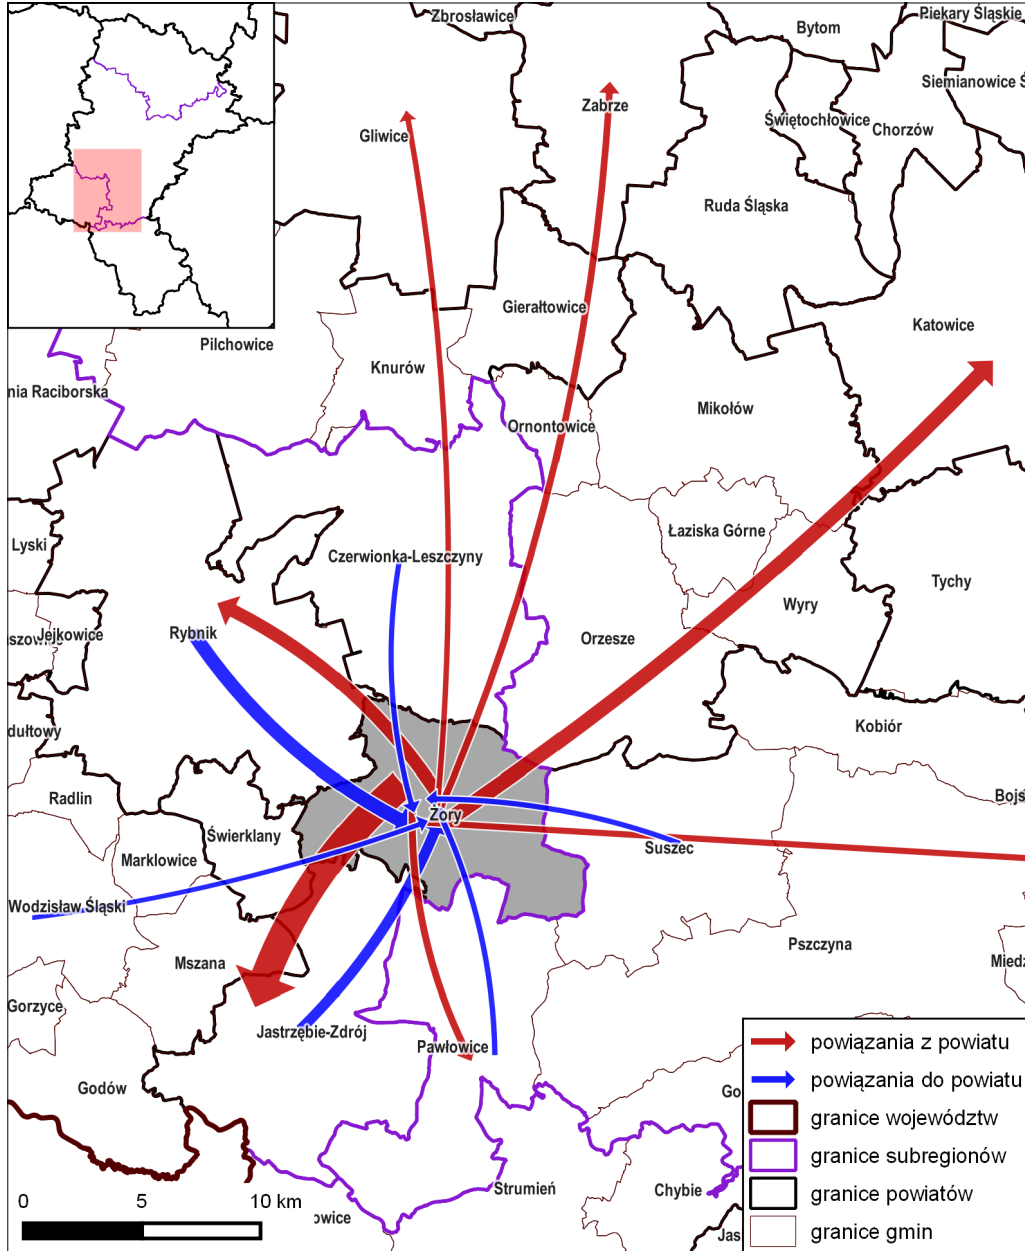 Zbrosławice
Piekary Śląskie
Bytom
Siemianowice Ś
Zabrze
Świętochłowice
Chorzów
Gliwice
Ruda Śląska
Gierałtowice
Katowice
Pilchowice
Knurów
nia Raciborska
Mikołów
Ornontowice
Łaziska Górne
Lyski
Czerwionka-Leszczyny
Tychy
Wyry
Rybnik
Jejkowice
Orzesze
Kobiór
dułtowy
Radlin
Bojs
Żory
Świerklany
Suszec
Marklowice
Wodzisław Śląski
Pszczyna
Mszana
Miedź
Gorzyce
Jastrzębie-Zdrój
Pawłowice
Godów
Go
Strumień
Chybie
owice
Jas
0 5 10 km
powiązania z powiatu
powiązania do powiatu
granice województw
granice subregionów
granice powiatów
granice gmin